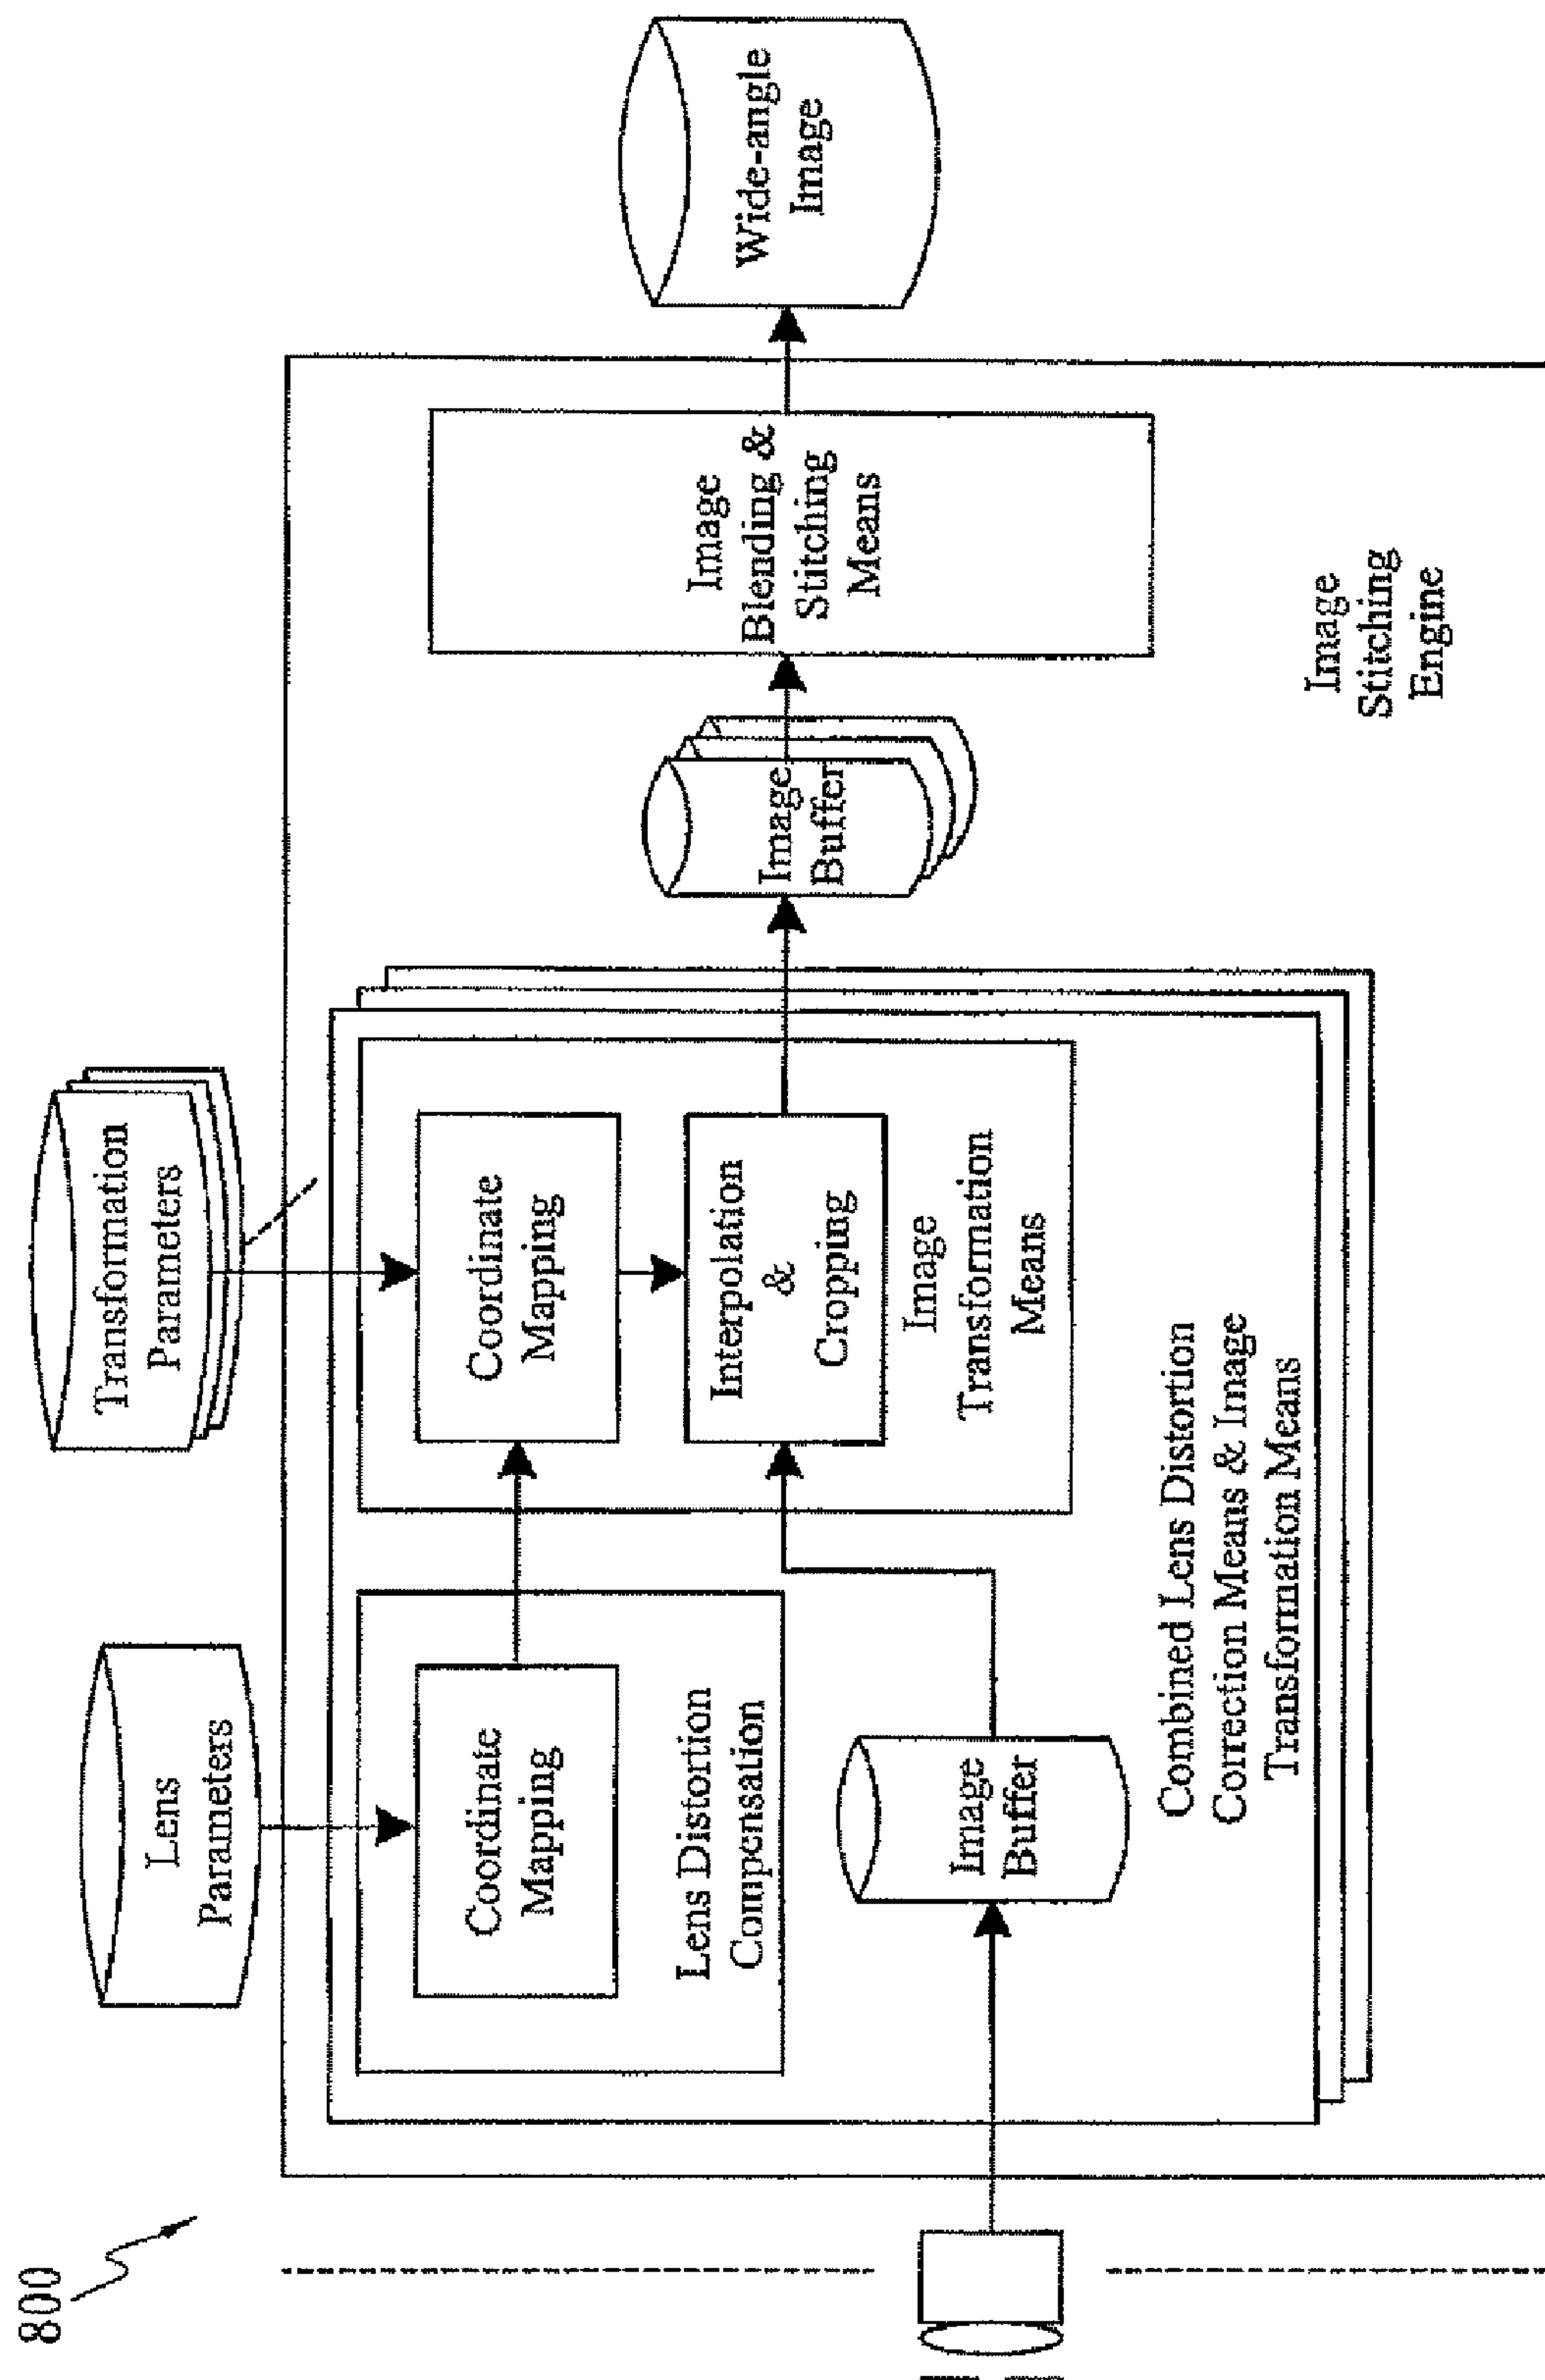 800
Lens
Parameters
Transformation
Parameters
Coordinate
Mapping
Lens Distortion
Compensation
Coordinate
Mapping
Interpolation
&
Cropping
Image
Transformation
Means
Image
Buffer
Combined Lens Distortion
Correction Means & Image
Transformation Means
Image
Buffer
Image
Blending &
Stitching
Means
Image
Stitching
Engine
Wide-angle
Image